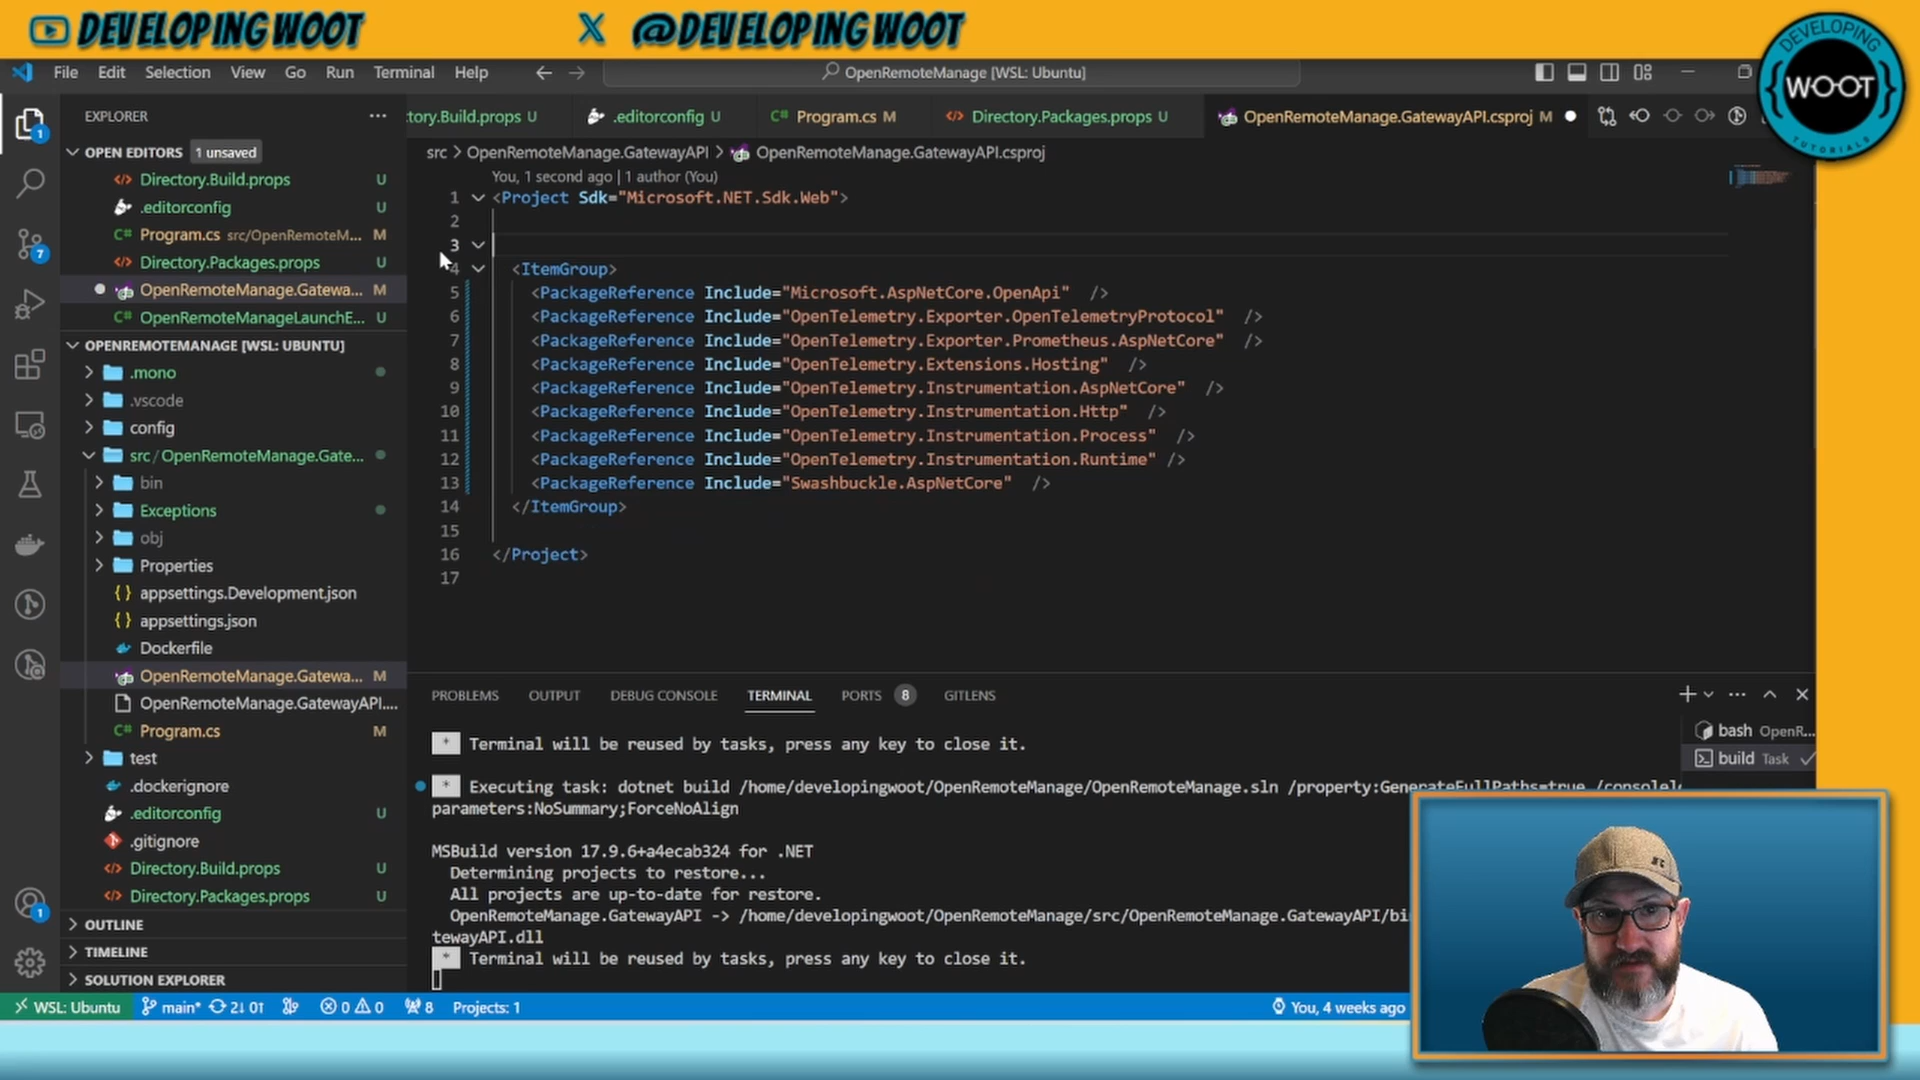 DEVELOPINGWOOT
@DEVELOPINGWOOT
DEVELOPING
WOOT
TUTORIALS
File Edit Selection View Go Run Terminal Help
OpenRemoteManage [WSL: Ubuntu]
EXPLORER
tory.Build.props U
.editorconfig U
Program.cs M
Directory.Packages.props U
OpenRemoteManage.GatewayAPI.csproj M
OPEN EDITORS 1 unsaved
Directory.Build.props U
.editorconfig U
Program.cs src/OpenRemoteM... M
Directory.Packages.props U
OpenRemoteManage.Gatewa... M
OpenRemoteManageLaunchE... U
OPENREMOTEMANAGE [WSL: UBUNTU]
.mono
.vscode
config
src/OpenRemoteManage.Gate...
bin
Exceptions
obj
Properties
appsettings.Development.json
appsettings.json
Dockerfile
OpenRemoteManage.Gatewa... M
OpenRemoteManage.GatewayAPI....
Program.cs M
test
.dockerignore
.editorconfig U
.gitignore
Directory.Build.props U
Directory.Packages.props U
OUTLINE
TIMELINE
SOLUTION EXPLORER
1
7
1
src > OpenRemoteManage.GatewayAPI > OpenRemoteManage.GatewayAPI.csproj
You, 1 second ago | 1 author (You)
1 <Project Sdk="Microsoft.NET.Sdk.Web">
2
3
4 <ItemGroup>
5 <PackageReference Include="Microsoft.AspNetCore.OpenApi" />
6 <PackageReference Include="OpenTelemetry.Exporter.OpenTelemetryProtocol" />
7 <PackageReference Include="OpenTelemetry.Exporter.Prometheus.AspNetCore" />
8 <PackageReference Include="OpenTelemetry.Extensions.Hosting" />
9 <PackageReference Include="OpenTelemetry.Instrumentation.AspNetCore" />
10 <PackageReference Include="OpenTelemetry.Instrumentation.Http" />
11 <PackageReference Include="OpenTelemetry.Instrumentation.Process" />
12 <PackageReference Include="OpenTelemetry.Instrumentation.Runtime" />
13 <PackageReference Include="Swashbuckle.AspNetCore" />
14 </ItemGroup>
15
16 </Project>
17
PROBLEMS OUTPUT DEBUG CONSOLE TERMINAL PORTS 8 GITLENS
* Terminal will be reused by tasks, press any key to close it.
* Executing task: dotnet build /home/developingwoot/OpenRemoteManage/OpenRemoteManage.sln /property:GenerateFullPaths=true /consolel
parameters:NoSummary;ForceNoAlign
MSBuild version 17.9.6+a4ecab324 for .NET
Determining projects to restore...
All projects are up-to-date for restore.
OpenRemoteManage.GatewayAPI -> /home/developingwoot/OpenRemoteManage/src/OpenRemoteManage.GatewayAPI/bi
tewayAPI.dll
* Terminal will be reused by tasks, press any key to close it.
bash OpenR...
build Task
WSL: Ubuntu main* 2↓ 0↑ 0 0 8 Projects: 1 You, 4 weeks ago